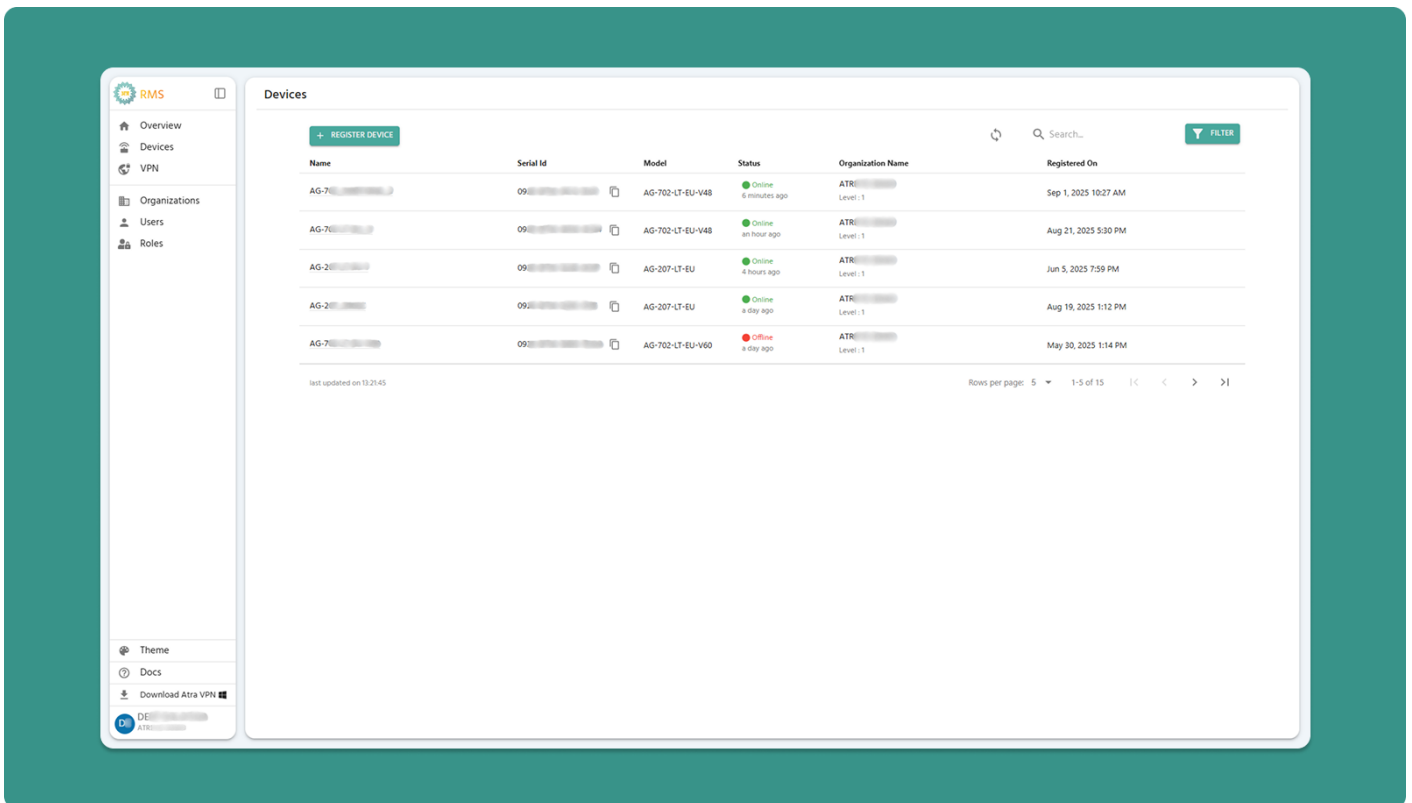 RMS
Overview
Devices
VPN
Organizations
Users
Roles
Theme
Docs
Download Atra VPN
Devices
+ REGISTER DEVICE
Search...
FILTER
Name Serial Id Model Status Organization Name Registered On
AG-702-LT-EU-V48 Online Sep 1, 2025 10:27 AM
6 minutes ago Level : 1
AG-702-LT-EU-V48 Online Aug 21, 2025 5:30 PM
an hour ago Level : 1
AG-207-LT-EU Online Jun 5, 2025 7:59 PM
4 hours ago Level : 1
AG-207-LT-EU Online Aug 19, 2025 1:12 PM
a day ago Level : 1
AG-702-LT-EU-V60 Offline May 30, 2025 1:14 PM
a day ago Level : 1
last updated on 13:21:45
Rows per page: 5 1-5 of 15